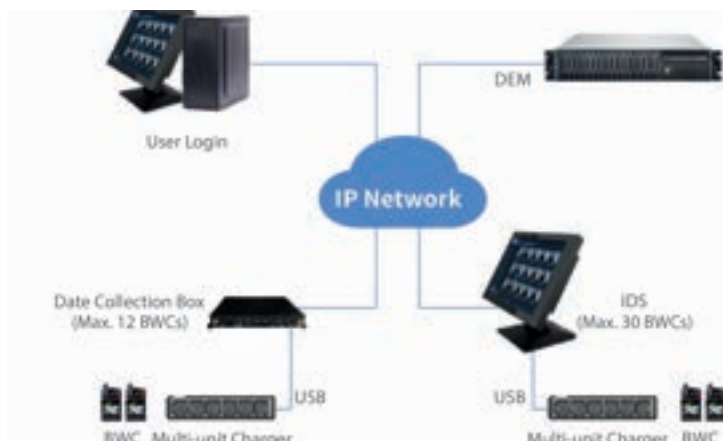 DEM
User Login
IP Network
Date Collection Box
(Max. 12 BWCs)
IDS
(Max. 30 BWCs)
USB
USB
BWC Multi-unit Charger
Multi-unit Charger BWC